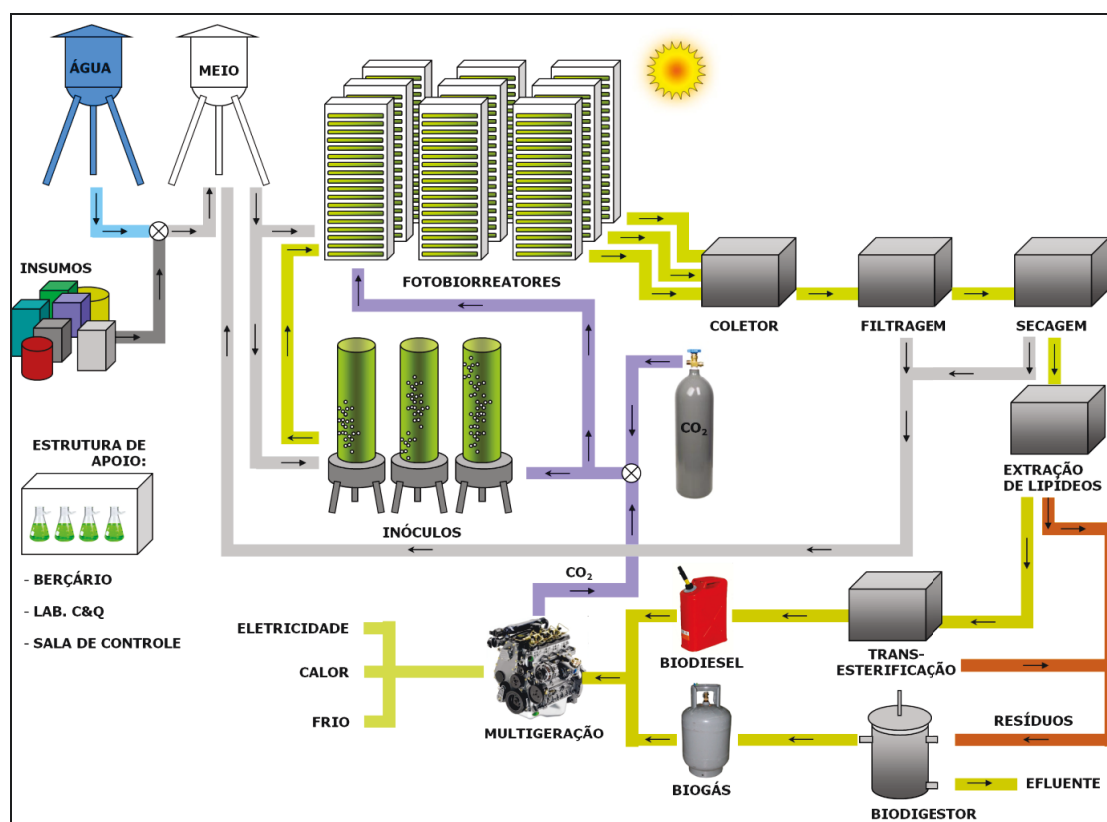 ÁGUA
MEIO
INSUMOS
FOTOBIORREATORES
COLETOR
FILTRAGEM
SECAGEM
CO₂
ESTRUTURA DE
APOIO:
EXTRAÇÃO
DE LIPÍDEOS
INÓCULOS
- BERÇÁRIO
- LAB. C&Q
- SALA DE CONTROLE
CO₂
ELETRICIDADE
CALOR
FRIO
MULTIGERAÇÃO
BIODIESEL
TRANS-
ESTERIFICAÇÃO
BIOGÁS
RESÍDUOS
EFLUENTE
BIODIGESTOR